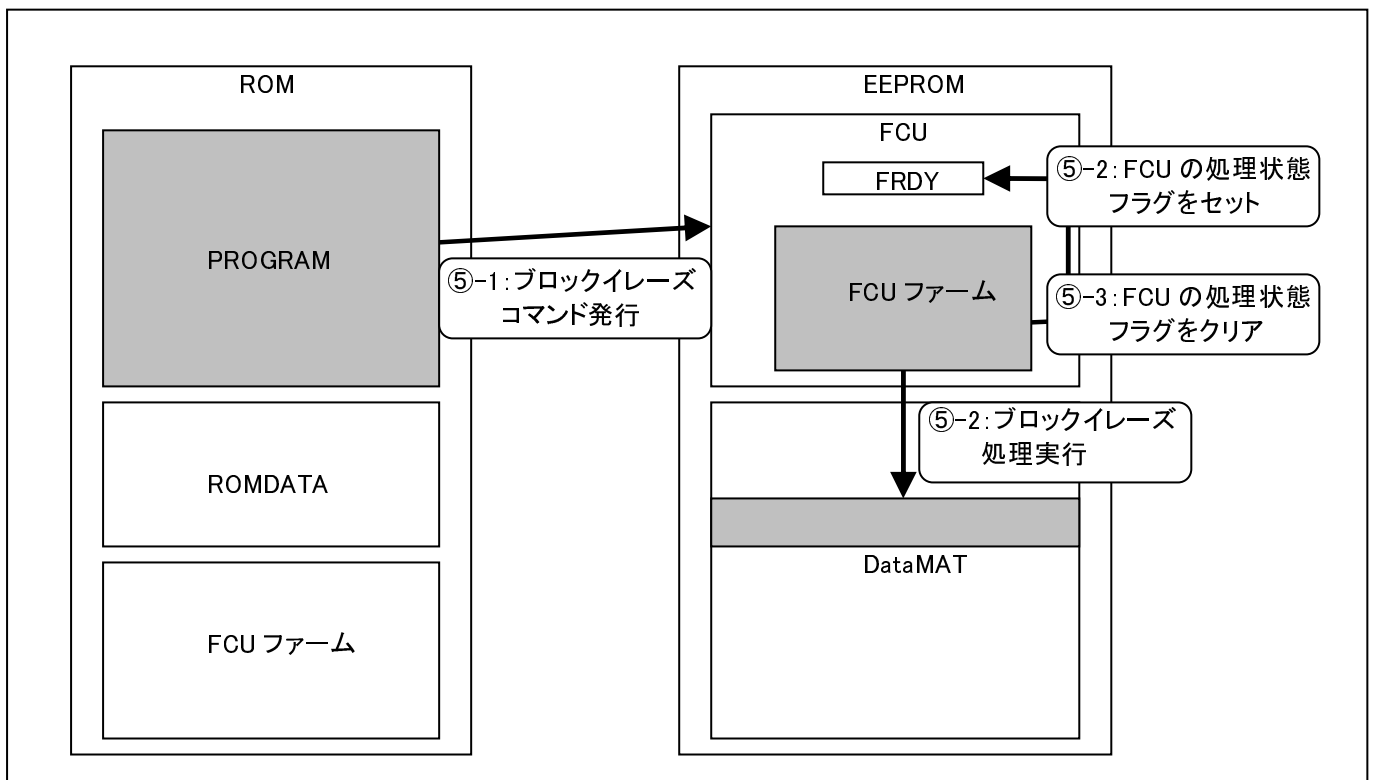 ROM
PROGRAM
ROMDATA
FCU ファーム
⑤-1:ブロックイレーズ
コマンド発行
EEPROM
FCU
FRDY
FCU ファーム
⑤-2:FCU の処理状態
フラグをセット
⑤-3:FCU の処理状態
フラグをクリア
⑤-2:ブロックイレーズ
処理実行
DataMAT